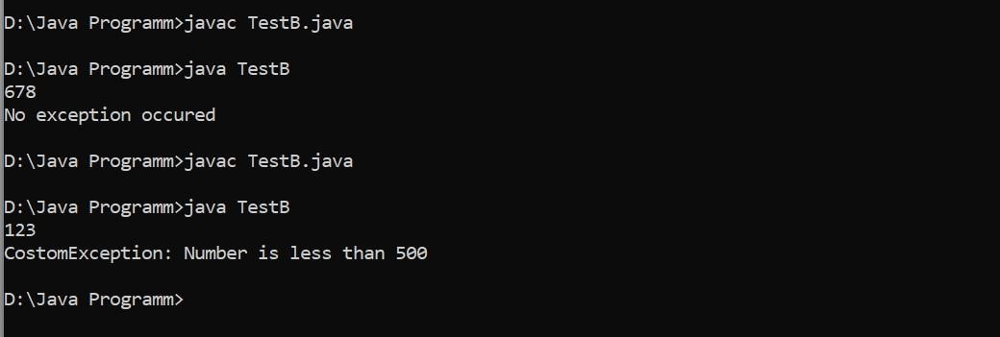 D:\Java Programm>javac TestB.java
D:\Java Programm>java TestB
678
No exception occured
D:\Java Programm>javac TestB.java
D:\Java Programm>java TestB
123
CostomException: Number is less than 500
D:\Java Programm>